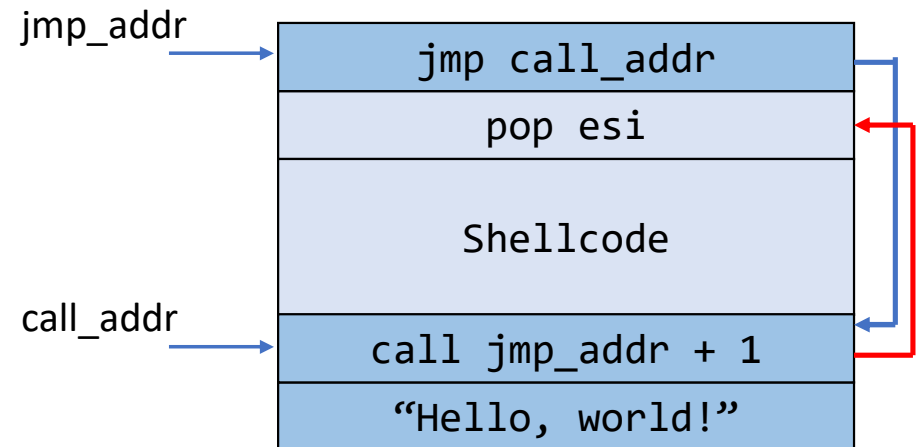 jmp_addr
jmp call_addr
pop esi
Shellcode
call_addr
call jmp_addr + 1
“Hello, world!”